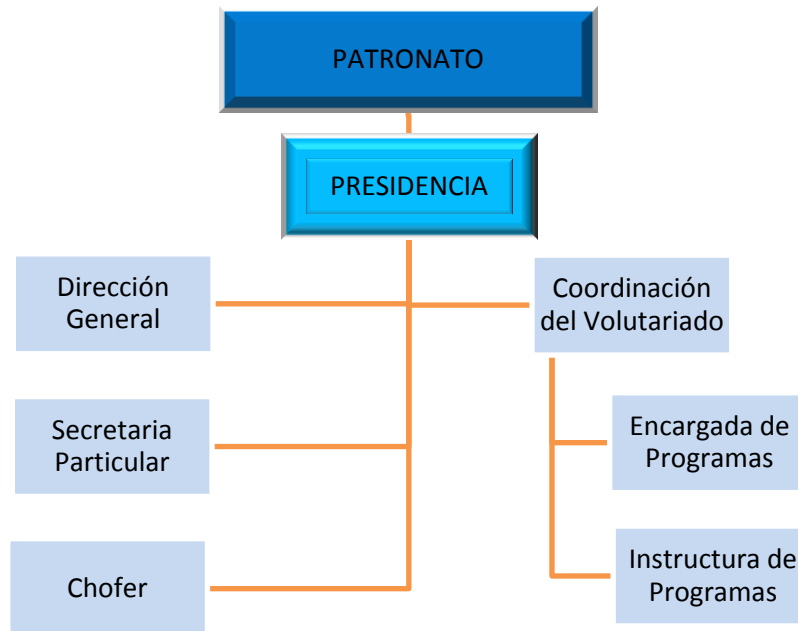 PATRONATO
PRESIDENCIA
Dirección
General
Coordinación
del Volutariado
Secretaria
Particular
Encargada de
Programas
Chofer
Instructura de
Programas